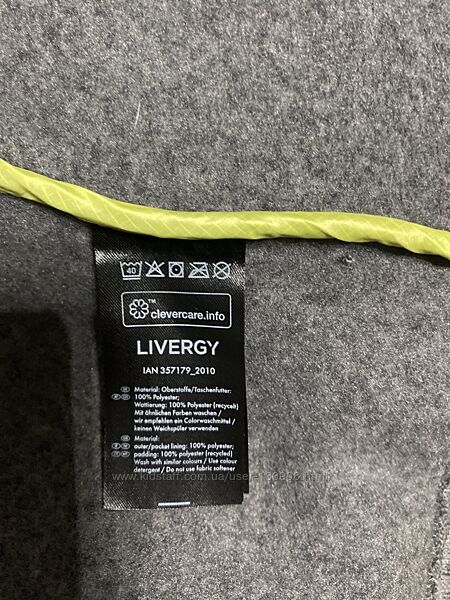 40
clevercare.info
LIVERGY
IAN 357179_2010
Material: Oberstoffe/Taschenfutter:
100% Polyester;
Wattierung: 100% Polyester (recycelt)
Mit ähnlichen Farben waschen /
wir empfehlen ein Colorwaschmittel /
keinen Weichspüler verwenden
Material:
outer/pocket lining: 100% polyester;
padding: 100% polyester (recycled)
Wash with similar colours / Use colour
detergent / Do not use fabric softener